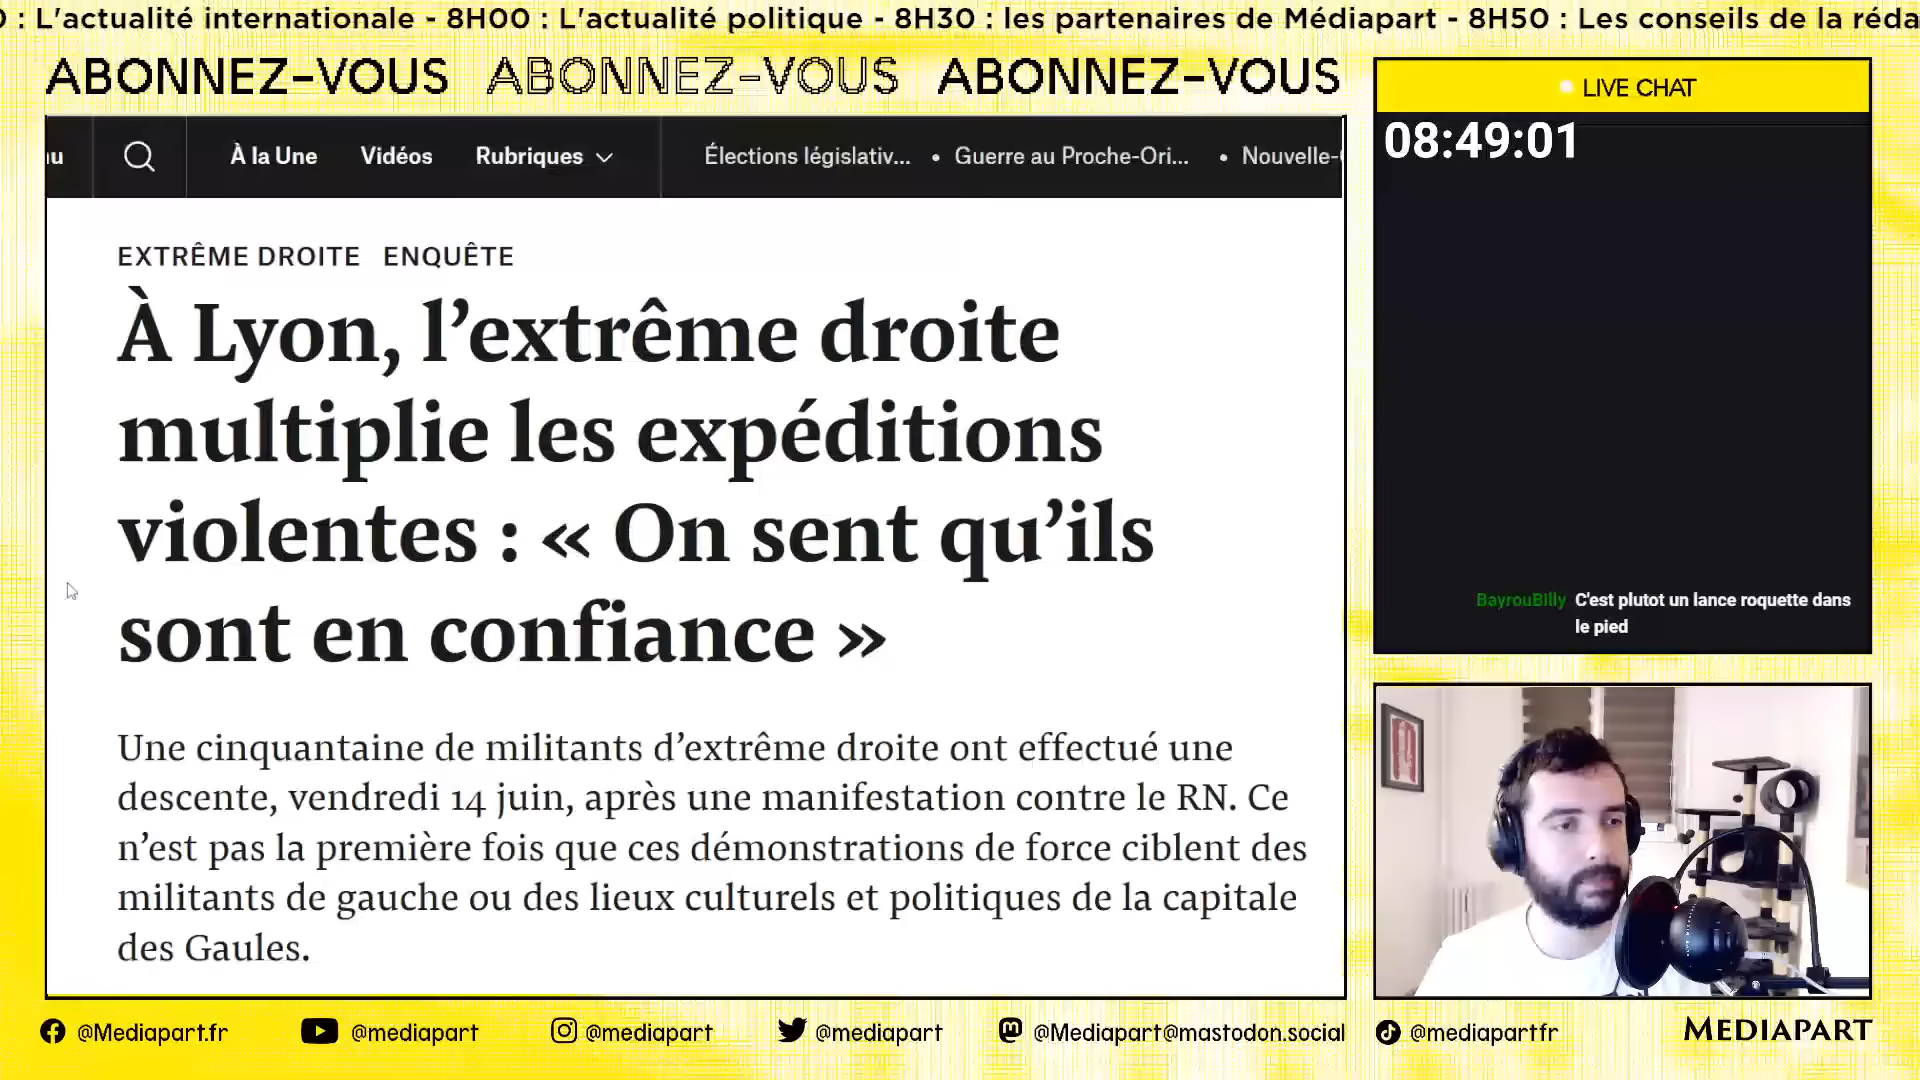 : L'actualité internationale - 8H00 : L'actualité politique - 8H30 : les partenaires de Médiapart - 8H50 : Les conseils de la réda
ABONNEZ-VOUS ABONNEZ-VOUS ABONNEZ-VOUS
LIVE CHAT
08:49:01
À la Une Vidéos Rubriques Élections législativ... • Guerre au Proche-Ori... • Nouvelle-
EXTRÊME DROITE ENQUÊTE
À Lyon, l’extrême droite
multiplie les expéditions
violentes : « On sent qu’ils
sont en confiance »
Une cinquantaine de militants d’extrême droite ont effectué une
descente, vendredi 14 juin, après une manifestation contre le RN. Ce
n’est pas la première fois que ces démonstrations de force ciblent des
militants de gauche ou des lieux culturels et politiques de la capitale
des Gaules.
BayrouBIlly C'est plutot un lance roquette dans
le pied
@Mediapart.fr @mediapart @mediapart @mediapart @Mediapart@mastodon.social @mediapartfr MEDIAPART